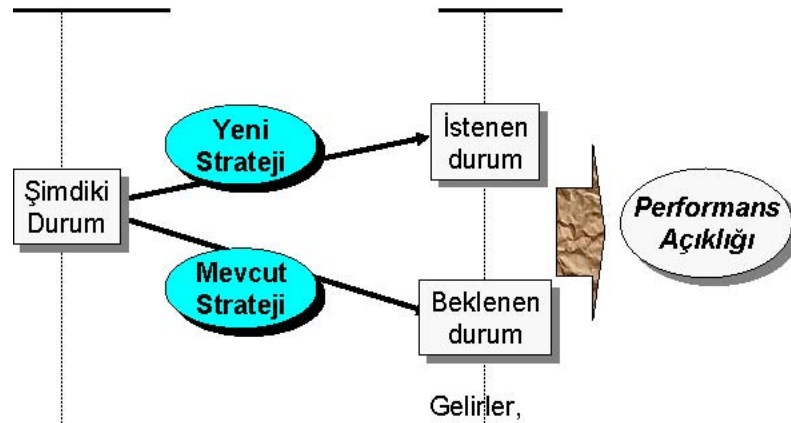 Yeni
Strateji
İstenen
durum
Şimdiki
Durum
Performans
Açıklığı
Mevcut
Strateji
Beklenen
durum
Gelirler,